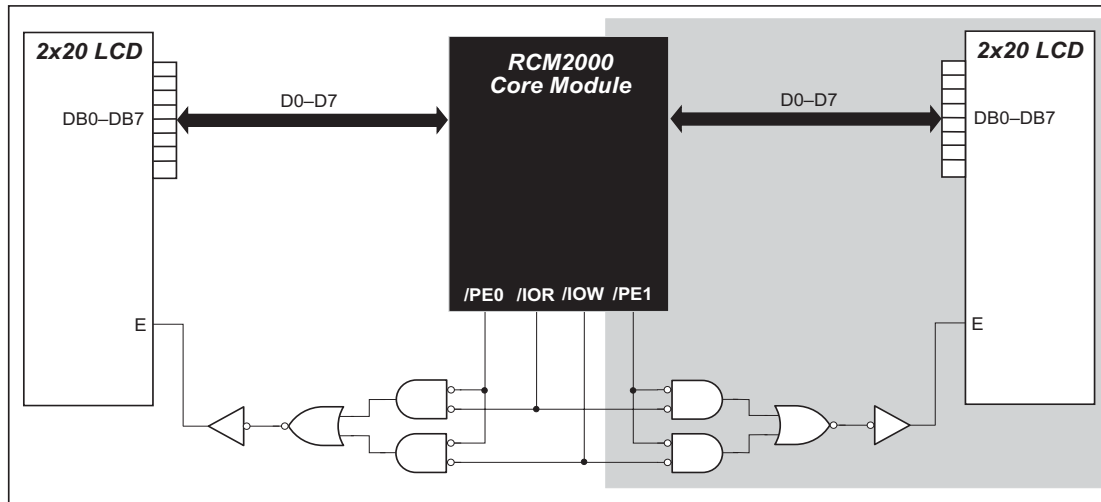 2x20 LCD
RCM2000
Core Module
2x20 LCD
D0–D7
D0–D7
DB0–DB7
DB0–DB7
/PE0 /IOR /IOW /PE1
E
E